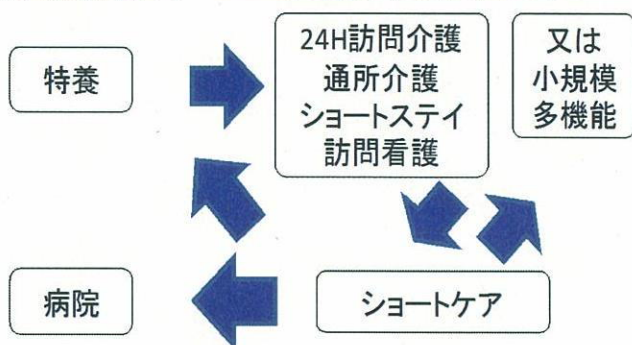 特養
24H訪問介護
通所介護
ショートステイ
訪問看護
又は
小規模
多機能
病院
ショートケア